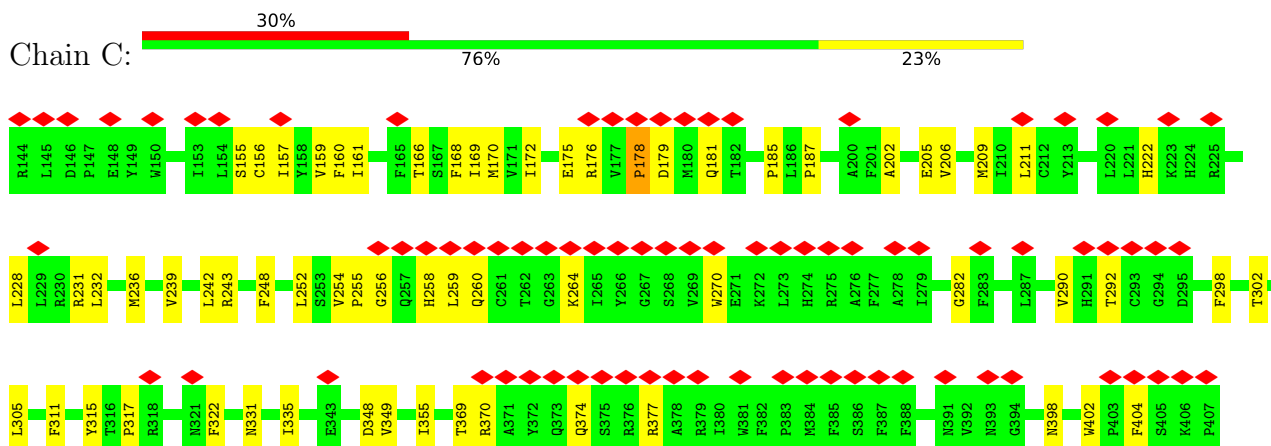 30%
Chain C:
76% 23%
R144 L145 D146 P147 E148 Y149 W150 I153 L154 S155 C156 I157 Y158 V159 F160 I161 F165 T166 S167 F168 I169 M170 V171 I172 E175 R176 V177 P178 D179 M180 Q181 T182 P185 L186 P187 A200 F201 A202 E205 V206 M209 I210 L211 C212 Y213 L220 L221 H222 K223 H224 R225
L228 L229 R230 R231 L232 M236 V239 L242 R243 F248 L252 S253 V254 P255 G256 Q257 H258 L259 Q260 C261 T262 G263 K264 I265 Y266 G267 S268 V269 W270 E271 K272 L273 H274 R275 A276 F277 A278 I279 G282 F283 L287 V290 H291 T292 C293 G294 D295 F298 T302
L305 F311 Y315 T316 P317 R318 N321 F322 N331 I335 E343 D348 V349 I355 T369 R370 A371 Y372 Q373 Q374 S375 R376 R377 A378 R379 I380 W381 F382 P383 M384 F385 S386 F387 F388 N391 V392 N393 G394 N398 W402 P403 F404 S405 K406 P407